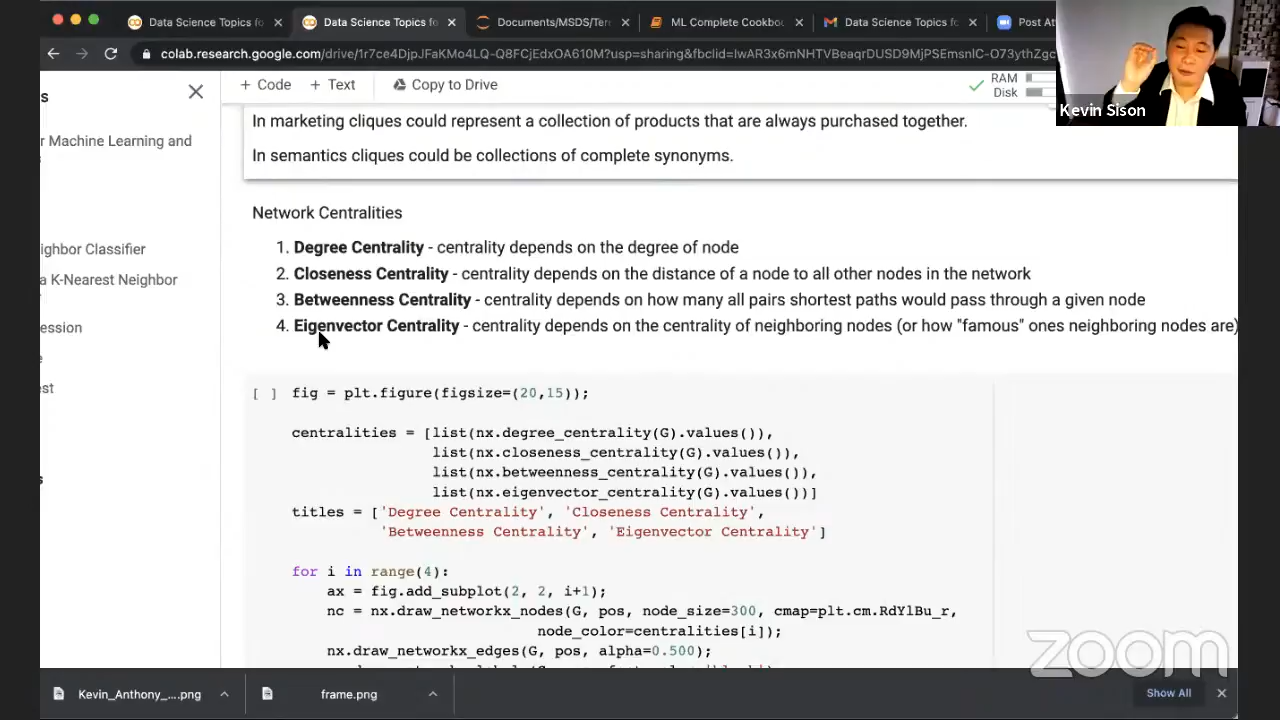 Data Science Topics fo
Data Science Topics fo
Documents/MSDS/Ter
ML Complete Cookbo
Data Science Topics fo
Post At
colab.research.google.com/drive/1r7ce4DjpJFaKMo4LQ-Q8FCjEdxOA610M?usp=sharing&fbclid=IwAR3x6mNHTVBeaqrDUSD9MjPSEmsnlC-O73ythZgc
Kevin Sison
+ Code
+ Text
Copy to Drive
RAM
Disk
s
r Machine Learning and
eighbor Classifier
a K-Nearest Neighbor
ession
e
est
s
In marketing cliques could represent a collection of products that are always purchased together.
In semantics cliques could be collections of complete synonyms.
Network Centralities
1. Degree Centrality - centrality depends on the degree of node
2. Closeness Centrality - centrality depends on the distance of a node to all other nodes in the network
3. Betweenness Centrality - centrality depends on how many all pairs shortest paths would pass through a given node
4. Eigenvector Centrality - centrality depends on the centrality of neighboring nodes (or how "famous" ones neighboring nodes are)
[ ] fig = plt.figure(figsize=(20,15));
centralities = [list(nx.degree_centrality(G).values()),
list(nx.closeness_centrality(G).values()),
list(nx.betweenness_centrality(G).values()),
list(nx.eigenvector_centrality(G).values())]
titles = ['Degree Centrality', 'Closeness Centrality',
'Betweenness Centrality', 'Eigenvector Centrality']
for i in range(4):
ax = fig.add_subplot(2, 2, i+1);
nc = nx.draw_networkx_nodes(G, pos, node_size=300, cmap=plt.cm.RdYlBu_r,
node_color=centralities[i]);
nx.draw_networkx_edges(G, pos, alpha=0.500);
zoom
Kevin_Anthony_....png
frame.png
Show All